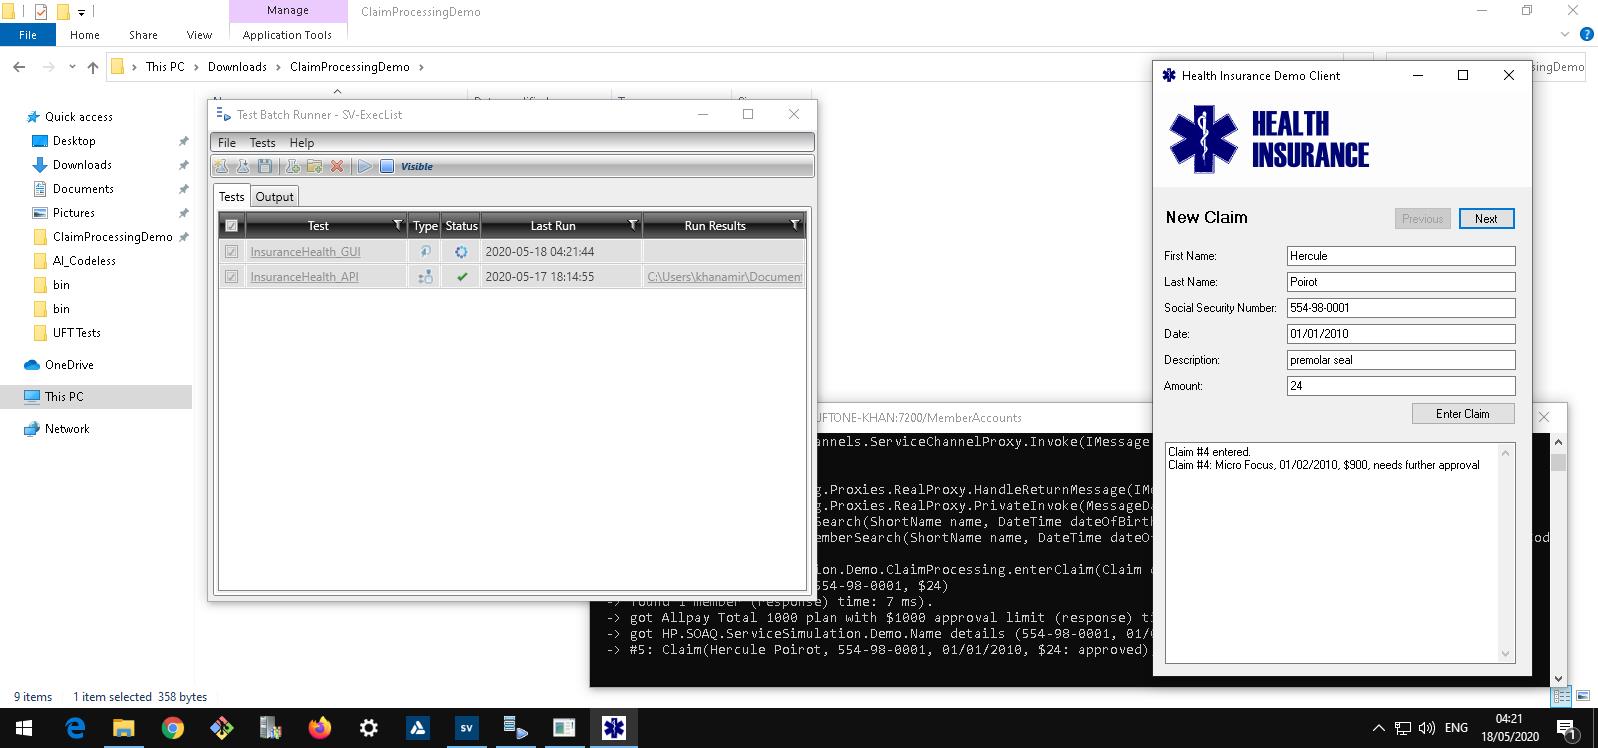 Manage
ClaimProcessingDemo
File
Home
Share
View
Application Tools
This PC
Downloads
ClaimProcessingDemo
Quick access
Desktop
Downloads
Documents
Pictures
ClaimProcessingDemo
AI_Codeless
bin
bin
UFT Tests
OneDrive
This PC
Network
9 items
1 item selected 358 bytes
Test Batch Runner - SV-ExecList
File Tests Help
Visible
Tests Output
Test Type Status Last Run Run Results
InsuranceHealth_GUI 2020-05-18 04:21:44
InsuranceHealth_API 2020-05-17 18:14:55 C:\Users\khanamir\Documen
UFTONE-KHAN:7200/MemberAccounts
annels.ServiceChannelProxy.Invoke(IMessage
g.Proxies.RealProxy.HandleReturnMessage(IMe
g.Proxies.RealProxy.PrivateInvoke(MessageDa
Search(ShortName name, DateTime dateOfBirth
emberSearch(ShortName name, DateTime dateOf
od
ion.Demo.ClaimProcessing.enterClaim(Claim
554-98-0001, $24)
-> found 1 member (response) time: 7 ms).
-> got Allpay Total 1000 plan with $1000 approval limit (response) ti
-> got HP.SOAQ.ServiceSimulation.Demo.Name details (554-98-0001, 01/0
-> #5: Claim(Hercule Poirot, 554-98-0001, 01/01/2010, $24: approved)
ingDemo
Health Insurance Demo Client
HEALTH
INSURANCE
New Claim
Previous
Next
First Name: Hercule
Last Name: Poirot
Social Security Number: 554-98-0001
Date: 01/01/2010
Description: premolar seal
Amount: 24
Enter Claim
Claim #4 entered.
Claim #4: Micro Focus, 01/02/2010, $900, needs further approval
sv
ENG
04:21
18/05/2020
1